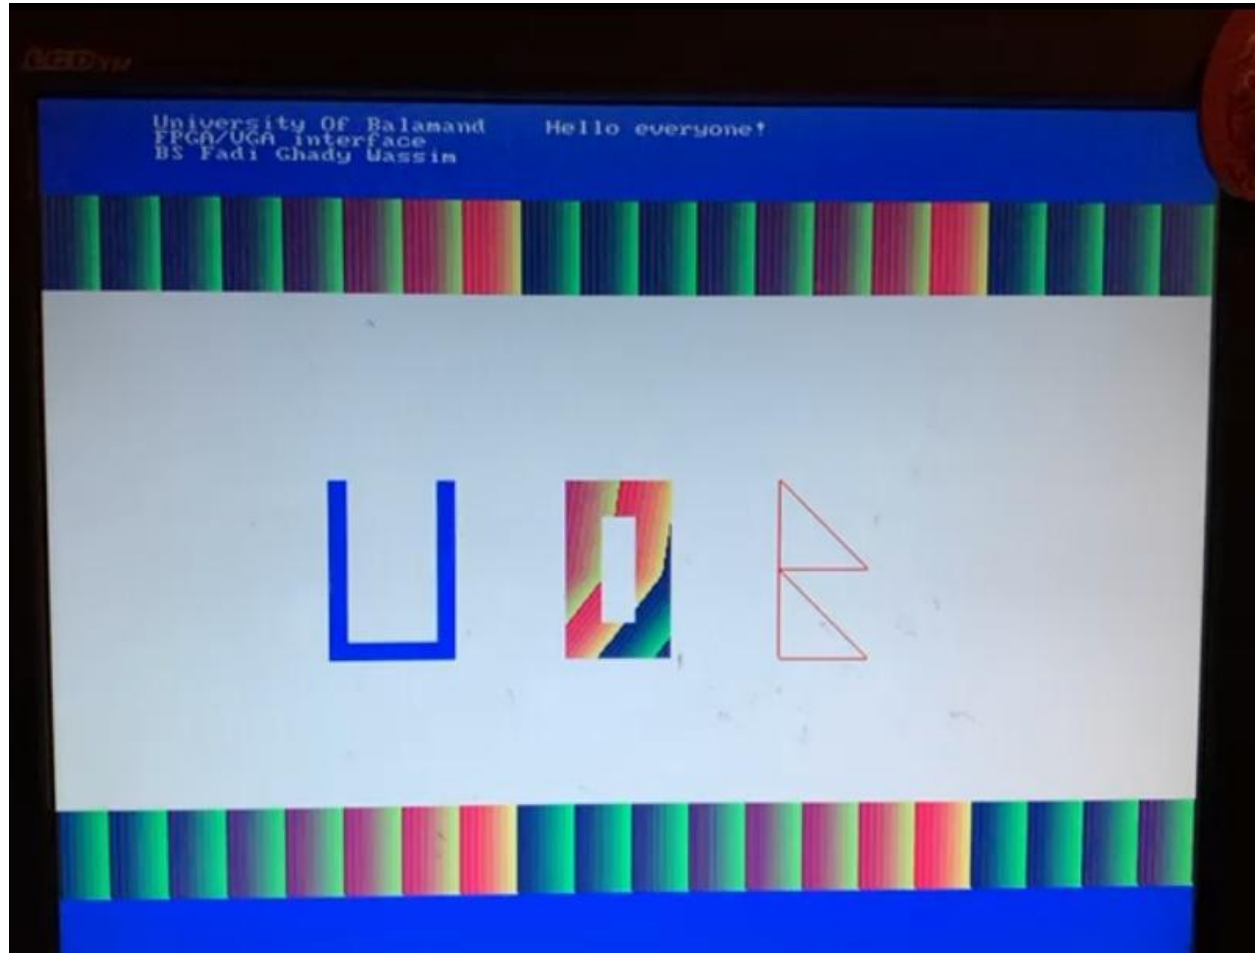 University Of Balamand
FPGA/VGA interface
BS Fadi Ghady Wassim
Hello everyone!
U O B